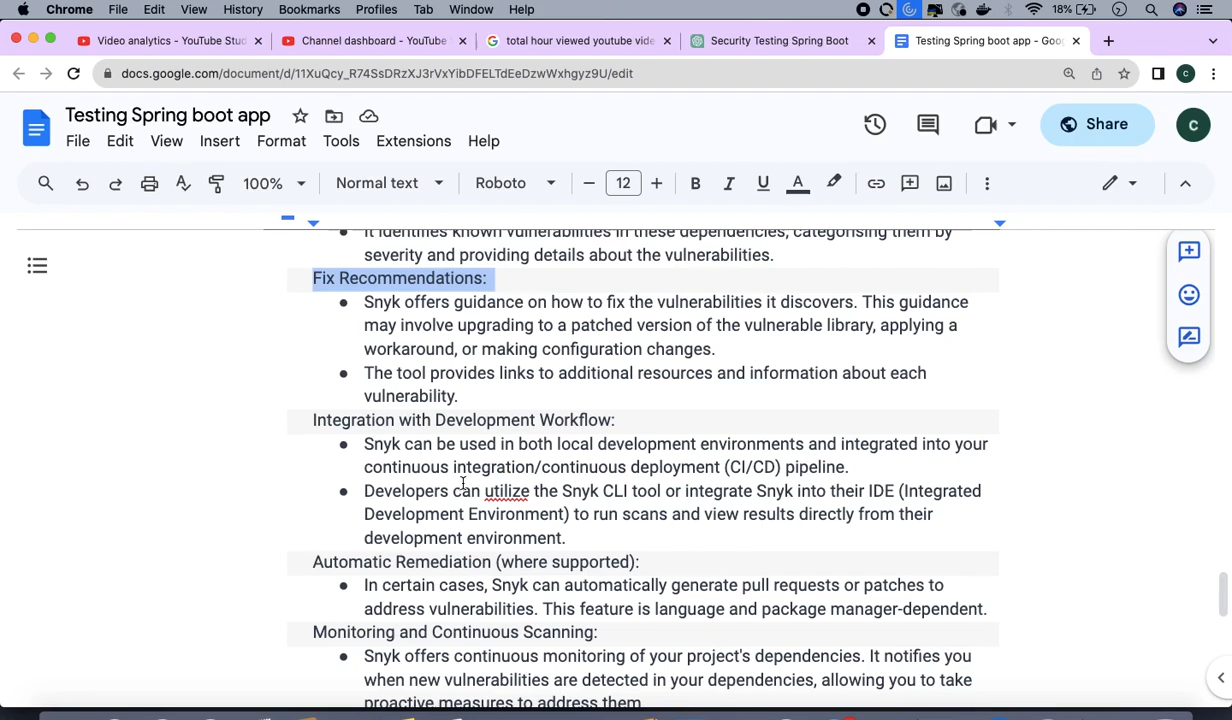 Chrome File Edit View History Bookmarks Profiles Tab Window Help 18%
Video analytics - YouTube Stud
Channel dashboard - YouTube
total hour viewed youtube vide
Security Testing Spring Boot
Testing Spring boot app - Goo
docs.google.com/document/d/11XuQcy_R74SsDRzXJ3rVxYibDFELTdEeDzwWxhgyz9U/edit
Testing Spring boot app
File Edit View Insert Format Tools Extensions Help
Share
C
100% Normal text Roboto 12 B I U A
It identifies known vulnerabilities in these dependencies, categorising them by
severity and providing details about the vulnerabilities.
Fix Recommendations:
Snyk offers guidance on how to fix the vulnerabilities it discovers. This guidance
may involve upgrading to a patched version of the vulnerable library, applying a
workaround, or making configuration changes.
The tool provides links to additional resources and information about each
vulnerability.
Integration with Development Workflow:
Snyk can be used in both local development environments and integrated into your
continuous integration/continuous deployment (CI/CD) pipeline.
Developers can utilize the Snyk CLI tool or integrate Snyk into their IDE (Integrated
Development Environment) to run scans and view results directly from their
development environment.
Automatic Remediation (where supported):
In certain cases, Snyk can automatically generate pull requests or patches to
address vulnerabilities. This feature is language and package manager-dependent.
Monitoring and Continuous Scanning:
Snyk offers continuous monitoring of your project's dependencies. It notifies you
when new vulnerabilities are detected in your dependencies, allowing you to take
proactive measures to address them